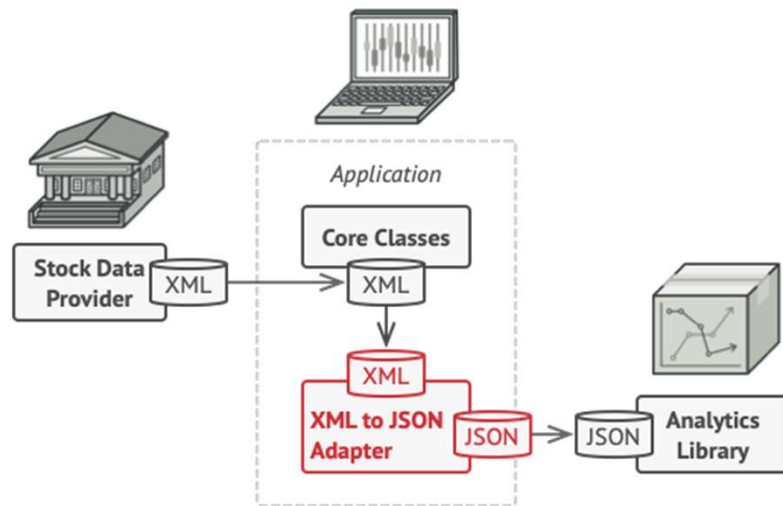 Application
Core Classes
Stock Data
Provider
XML
XML
XML
XML to JSON
Adapter
JSON
JSON
Analytics
Library